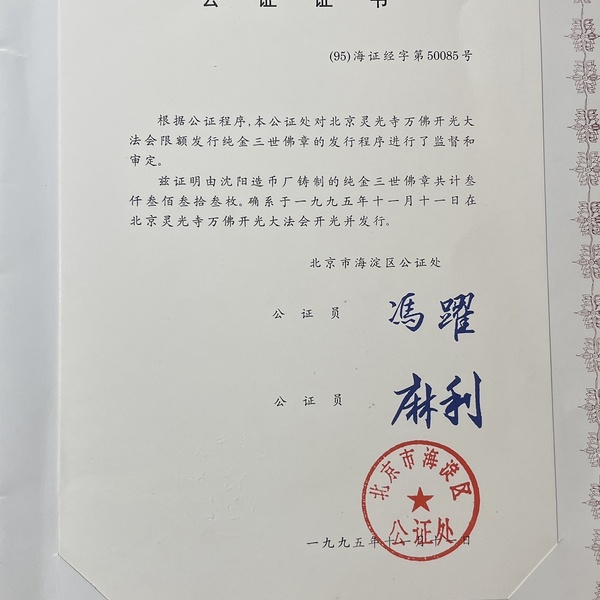 公证证书
(95)海证经字第50085号
根据公证程序,本公证处对北京灵光寺万佛开光大
法会限额发行纯金三世佛章的发行程序进行了监督和
审定。
兹证明由沈阳造币厂铸制的纯金三世佛章共计叁
仟叁佰叁拾叁枚。确系于一九九五年十一月十一日在
北京灵光寺万佛开光大法会开光并发行。
北京市海淀区公证处
公证员 馮躍
公证员 麻利
北京市海淀区
公证处
一九九五年十一月十一日